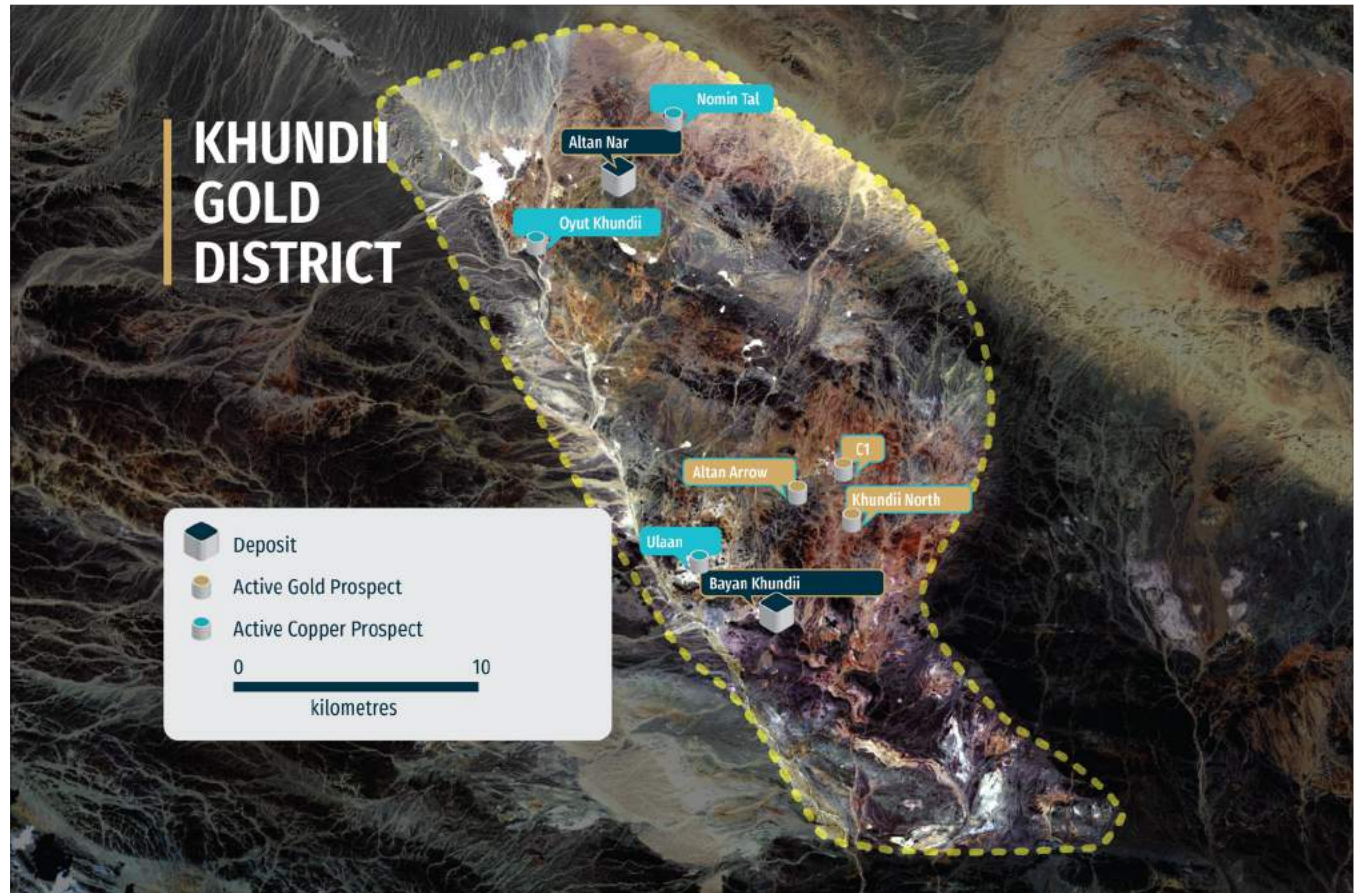 KHUNDII
GOLD
DISTRICT
Nomin Tal
Altan Nar
Oyut Khundii
C1
Altan Arrow
Khundii North
Ulaan
Bayan Khundii
Deposit
Active Gold Prospect
Active Copper Prospect
0 10
kilometres